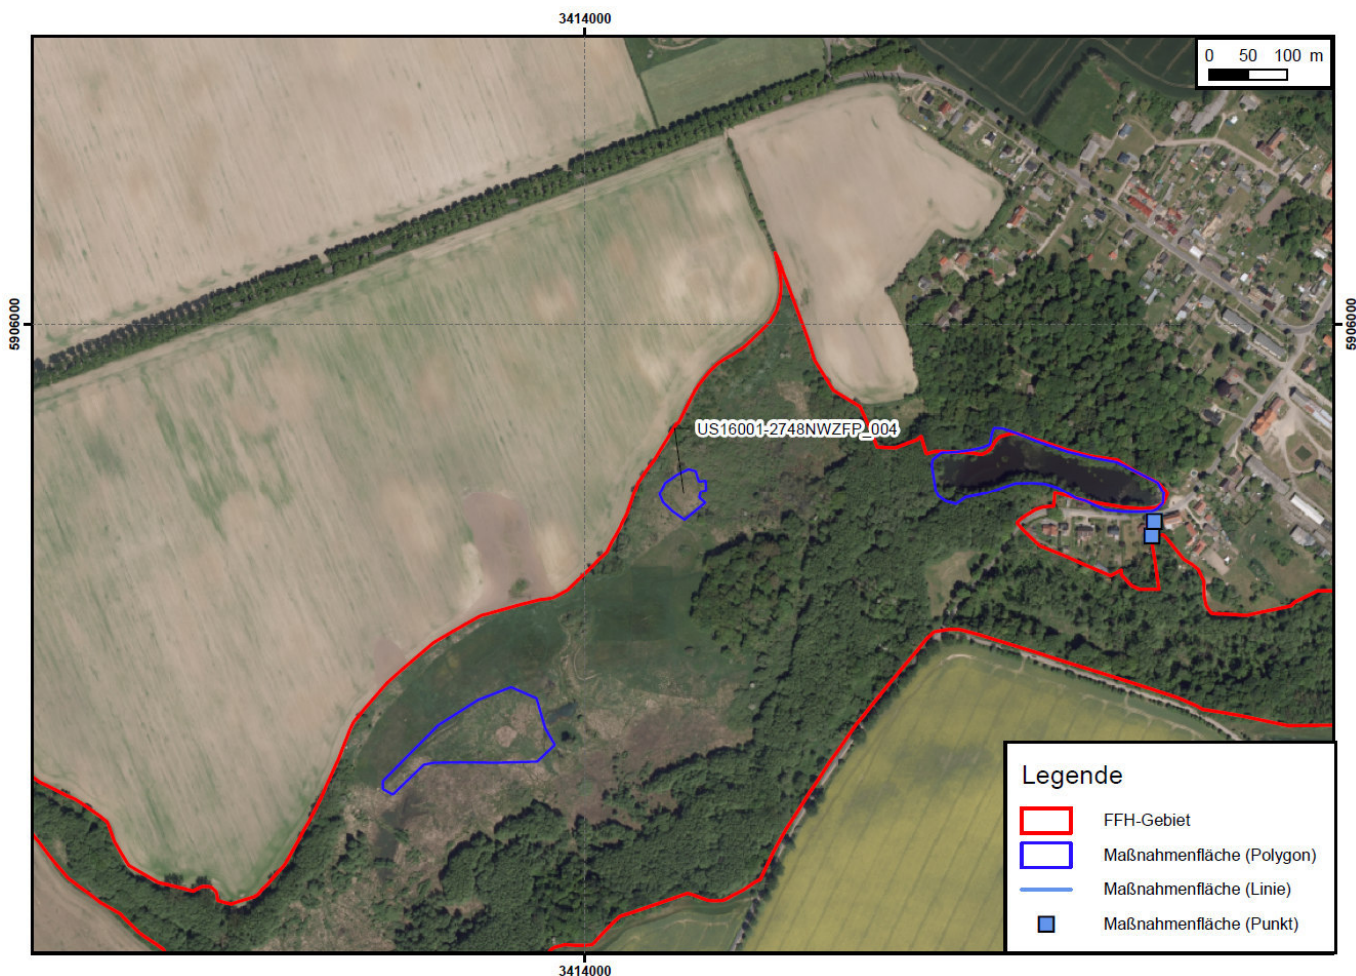 3414000
0 50 100 m
5906000
5906000
US16001-2748NWZFP_004
Legende
FFH-Gebiet
Maßnahmenfläche (Polygon)
Maßnahmenfläche (Linie)
Maßnahmenfläche (Punkt)
3414000